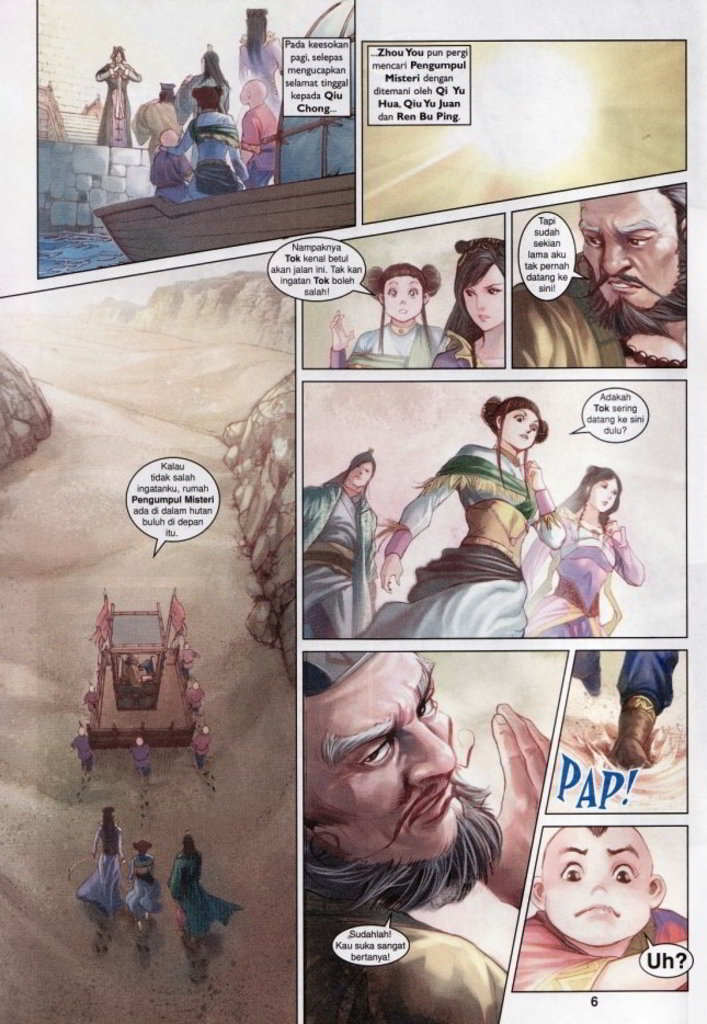 Pada keesokan
pagi, selepas
mengucapkan
selamat tinggal
kepada Qiu
Chong...
...Zhou You pun pergi
mencari Pengumpul
Misteri dengan
ditemani oleh Qi Yu
Hua, Qiu Yu Juan
dan Ren Bu Ping.
Nampaknya
Tok kenal betul
akan jalan ini. Tak kan
ingatan Tok boleh
salah!
Tapi
sudah
sekian
lama aku
tak pernah
datang ke
sini!
Kalau
tidak salah
ingatanku, rumah
Pengumpul Misteri
ada di dalam hutan
buluh di depan
itu.
Adakah
Tok sering
datang ke sini
dulu?
Sudahlah!
Kau suka sangat
bertanya!
PAP!
Uh?
6